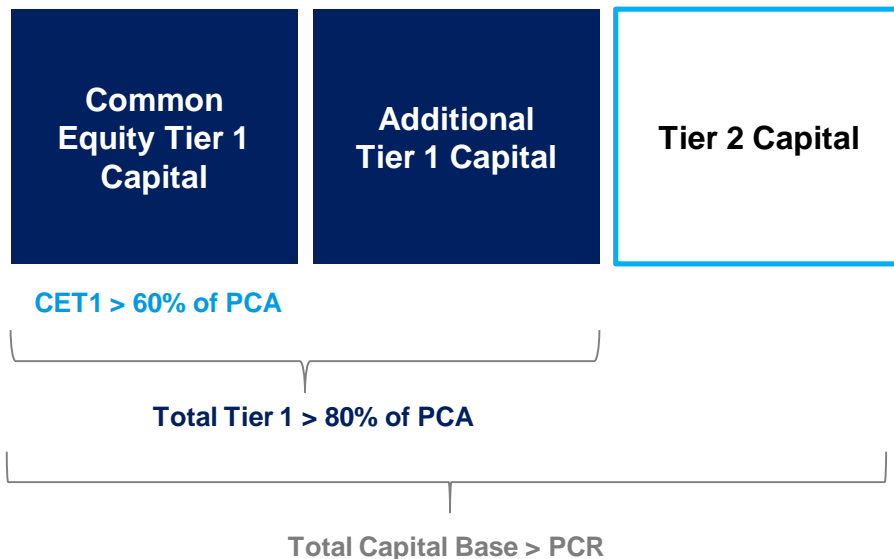 Common
Equity Tier 1
Capital
Additional
Tier 1 Capital
Tier 2 Capital
CET1 > 60% of PCA
Total Tier 1 > 80% of PCA
Total Capital Base > PCR